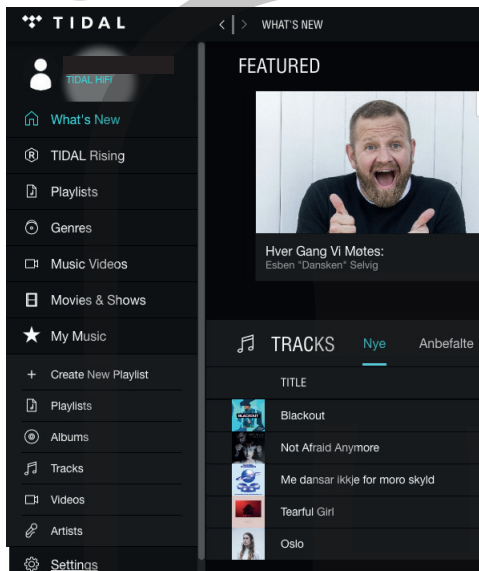 TIDAL
< > WHAT'S NEW
TIDAL HiFi
FEATURED
What's New
TIDAL Rising
Playlists
Genres
Music Videos
Movies & Shows
My Music
Create New Playlist
Playlists
Albums
Tracks
Videos
Artists
Settings
Hver Gang Vi Møtes:
Esben "Dansken" Selvig
TRACKS Nye Anbefalte
TITLE
BLACKOUT
Blackout
Not Afraid Anymore
Me dansar ikkje for moro skyld
Tearful Girl
Oslo